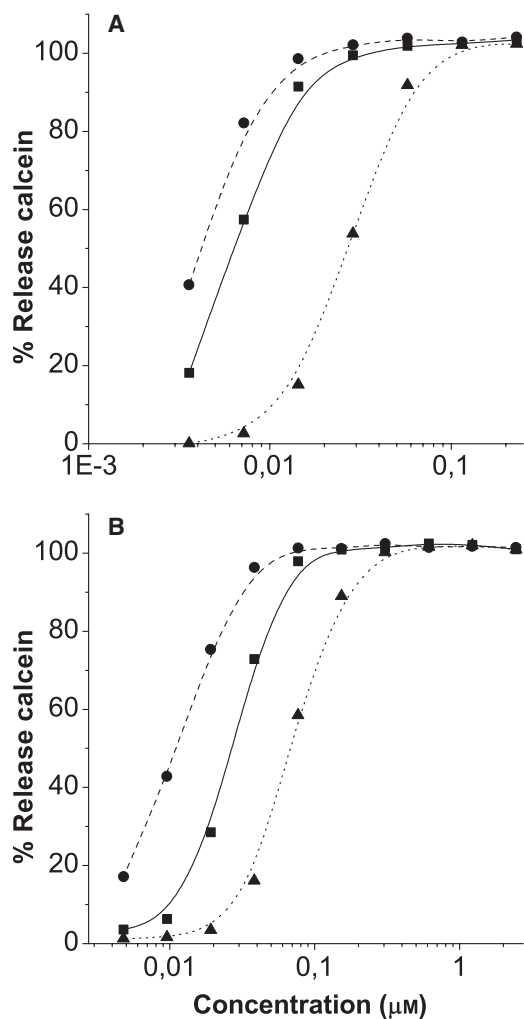 A
% Release calcein
100
80
60
40
20
0
1E-3 0,01 0,1
B
% Release calcein
100
80
60
40
20
0
0,01 0,1 1
Concentration (μM)